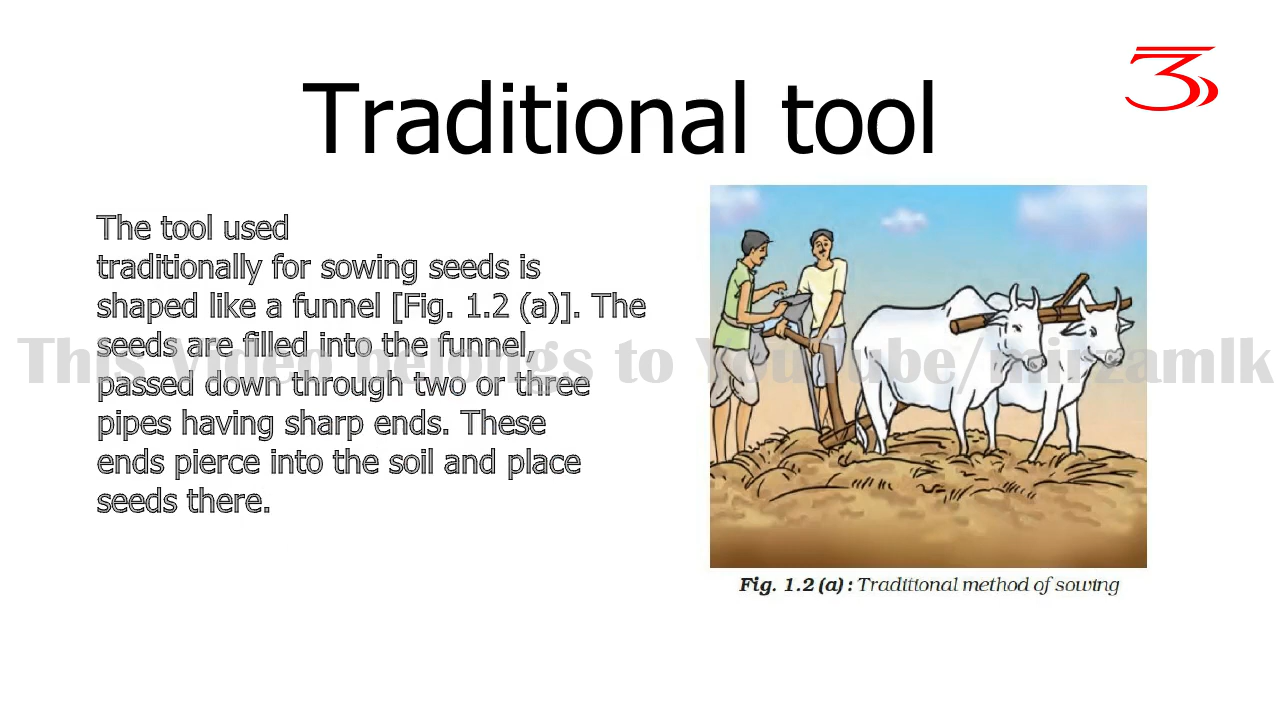 Traditional tool
The tool used
traditionally for sowing seeds is
shaped like a funnel [Fig. 1.2 (a)]. The
seeds are filled into the funnel,
passed down through two or three
pipes having sharp ends. These
ends pierce into the soil and place
seeds there.
This Video belongs to Youtube/mirzamlk
Fig. 1.2 (a) : Traditional method of sowing